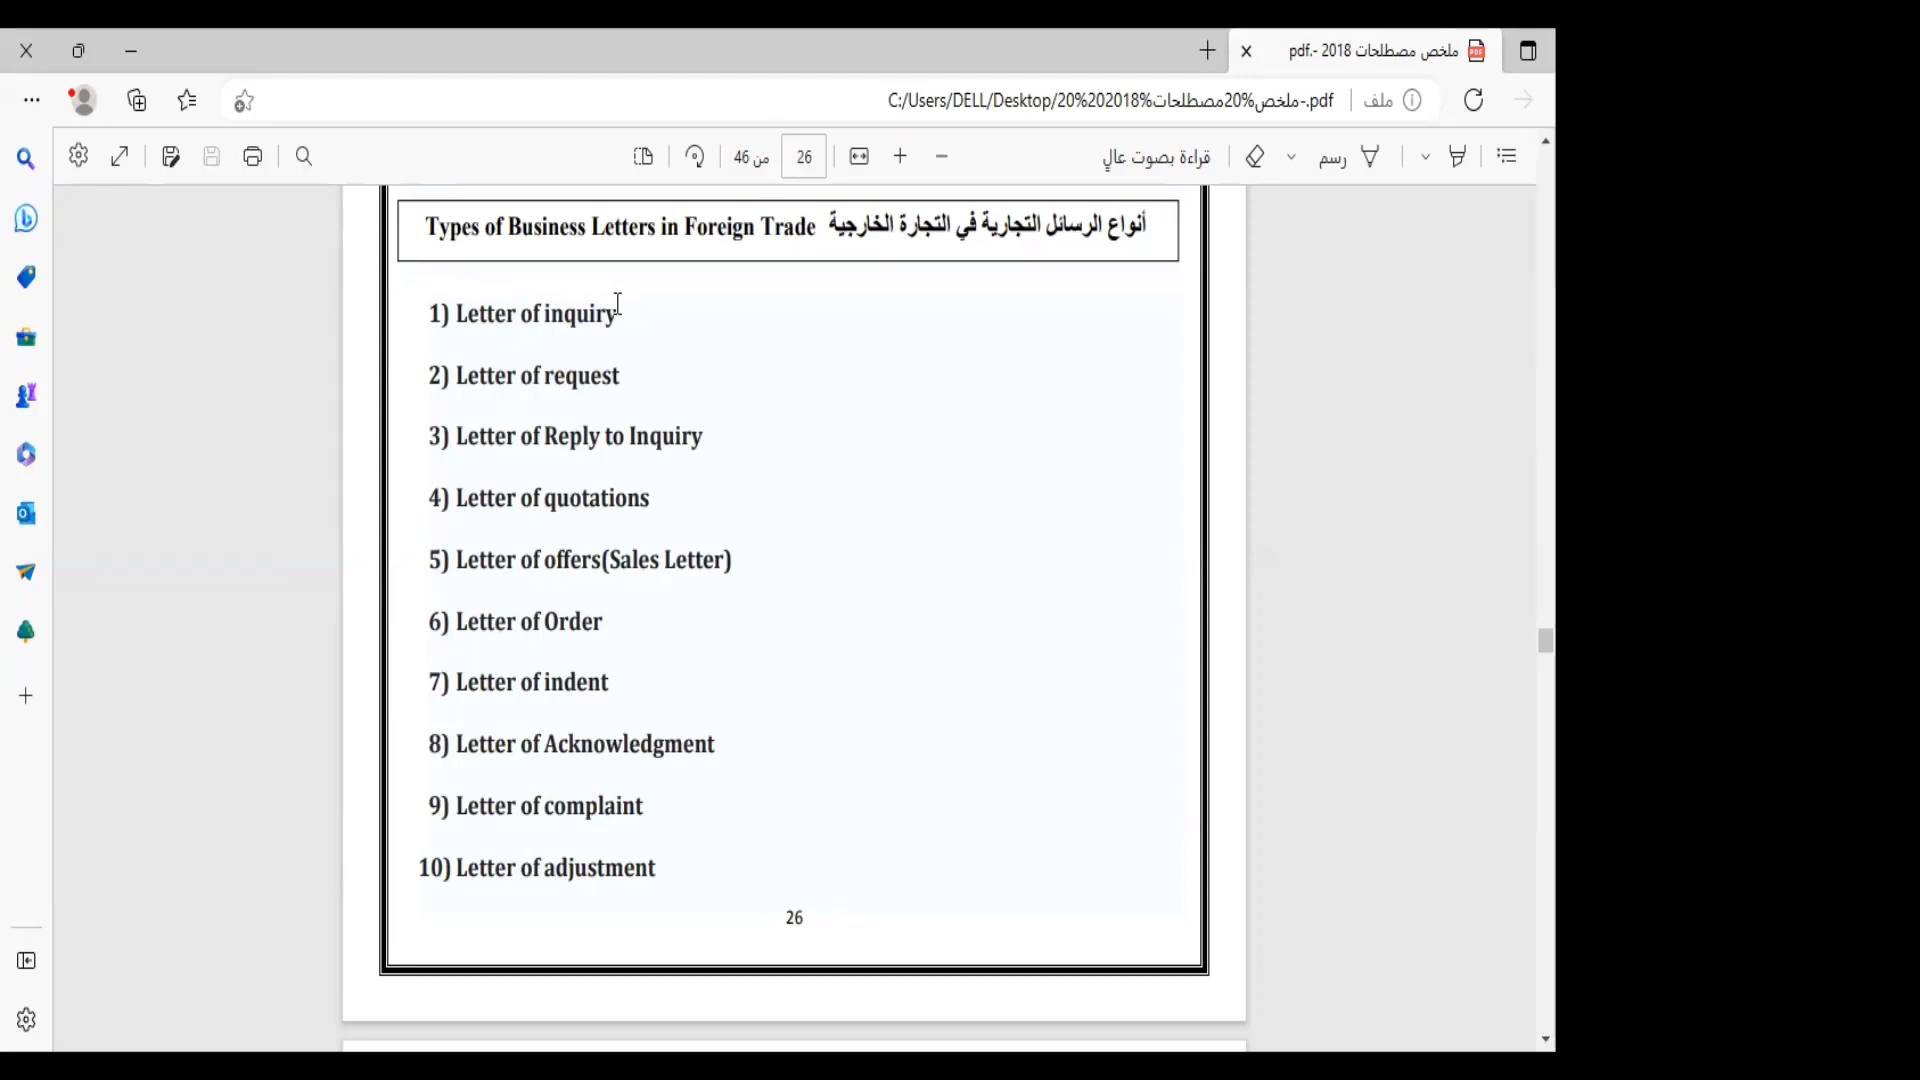 ملخص مصطلحات 2018 -.pdf
C:/Users/DELL/Desktop/20%202018%مصطلحات20%ملخص-.pdf
ملف
26
من 46
قراءة بصوت عالٍ
رسم
Types of Business Letters in Foreign Trade أنواع الرسائل التجارية في التجارة الخارجية
1) Letter of inquiry
2) Letter of request
3) Letter of Reply to Inquiry
4) Letter of quotations
5) Letter of offers(Sales Letter)
6) Letter of Order
7) Letter of indent
8) Letter of Acknowledgment
9) Letter of complaint
10) Letter of adjustment
26